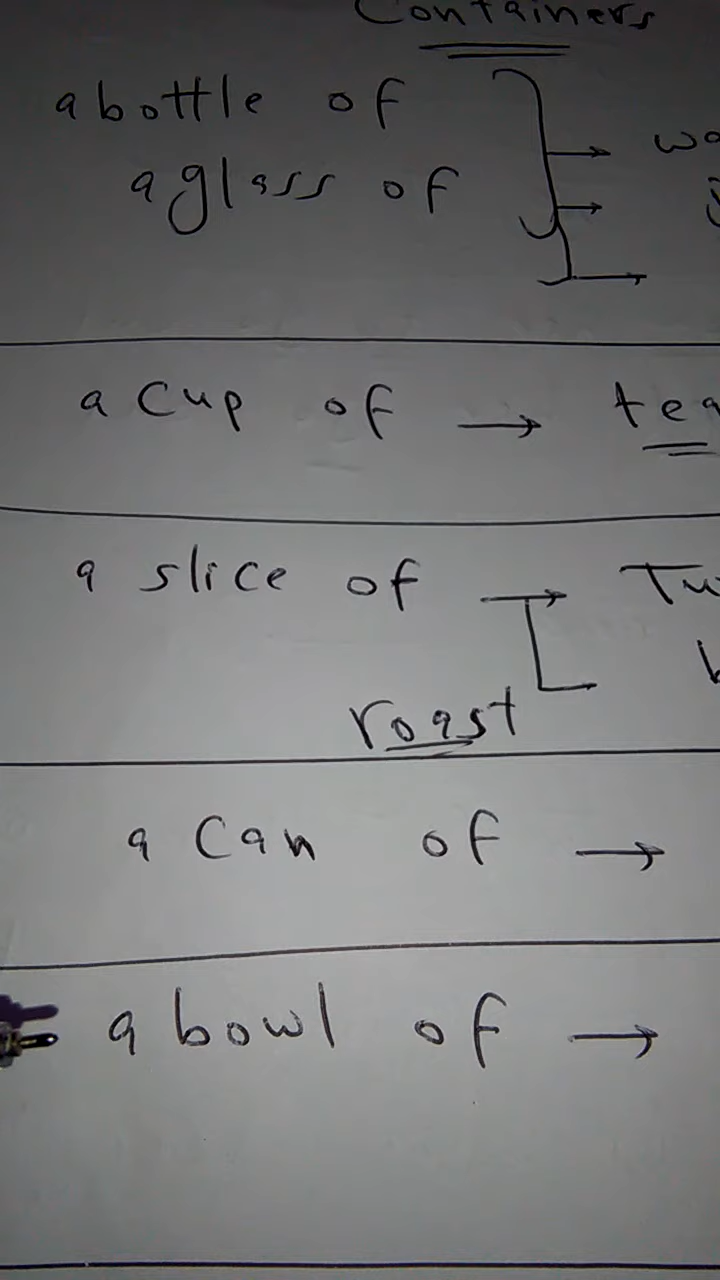 Containers
a bottle of
a glass of
a cup of → tea
a slice of →
roast
a can of →
a bowl of →